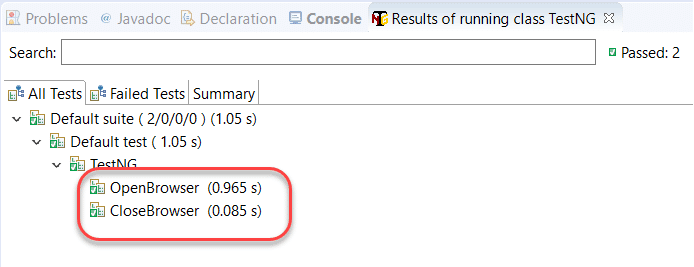 Problems @ Javadoc Declaration Console Results of running class TestNG
Search: Passed: 2
All Tests Failed Tests Summary
Default suite ( 2/0/0/0 ) (1.05 s)
Default test ( 1.05 s)
TestNG
OpenBrowser (0.965 s)
CloseBrowser (0.085 s)